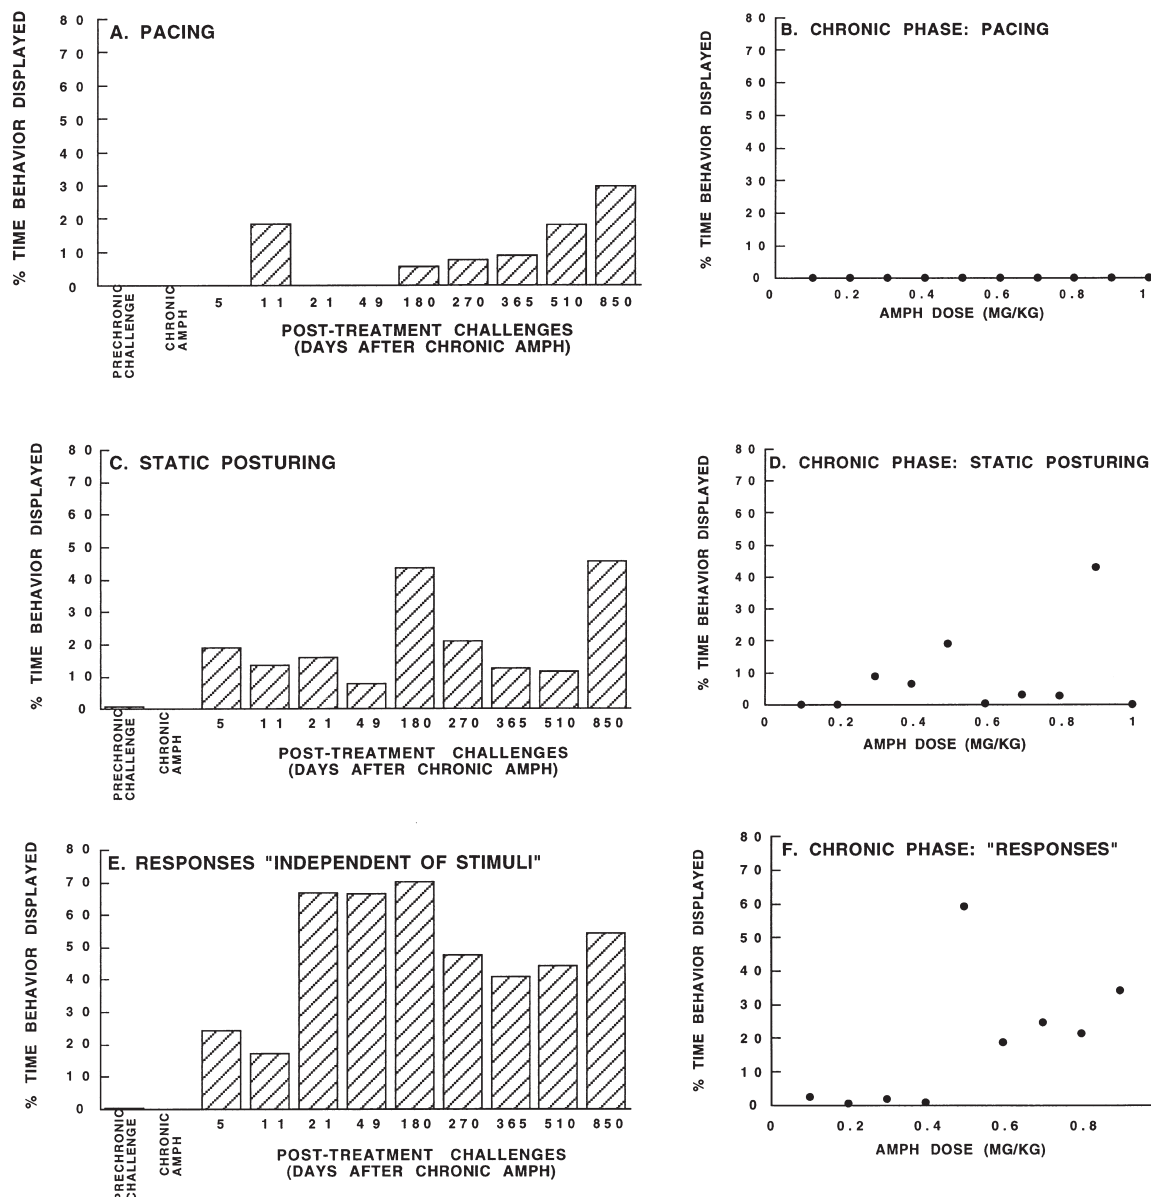 A. PACING
% TIME BEHAVIOR DISPLAYED
80
70
60
50
40
30
20
10
0
PRECHRONIC CHALLENGE
CHRONIC AMPH
5 11 21 49 180 270 365 510 850
POST-TREATMENT CHALLENGES
(DAYS AFTER CHRONIC AMPH)
B. CHRONIC PHASE: PACING
% TIME BEHAVIOR DISPLAYED
80
70
60
50
40
30
20
10
0
0 0.2 0.4 0.6 0.8 1
AMPH DOSE (MG/KG)
C. STATIC POSTURING
% TIME BEHAVIOR DISPLAYED
80
70
60
50
40
30
20
10
0
PRECHRONIC CHALLENGE
CHRONIC AMPH
5 11 21 49 180 270 365 510 850
POST-TREATMENT CHALLENGES
(DAYS AFTER CHRONIC AMPH)
D. CHRONIC PHASE: STATIC POSTURING
% TIME BEHAVIOR DISPLAYED
80
70
60
50
40
30
20
10
0
0 0.2 0.4 0.6 0.8 1
AMPH DOSE (MG/KG)
E. RESPONSES "INDEPENDENT OF STIMULI"
% TIME BEHAVIOR DISPLAYED
80
70
60
50
40
30
20
10
0
PRECHRONIC CHALLENGE
CHRONIC AMPH
5 11 21 49 180 270 365 510 850
POST-TREATMENT CHALLENGES
(DAYS AFTER CHRONIC AMPH)
F. CHRONIC PHASE: "RESPONSES"
% TIME BEHAVIOR DISPLAYED
80
70
60
50
40
30
20
10
0
0 0.2 0.4 0.6 0.8
AMPH DOSE (MG/KG)